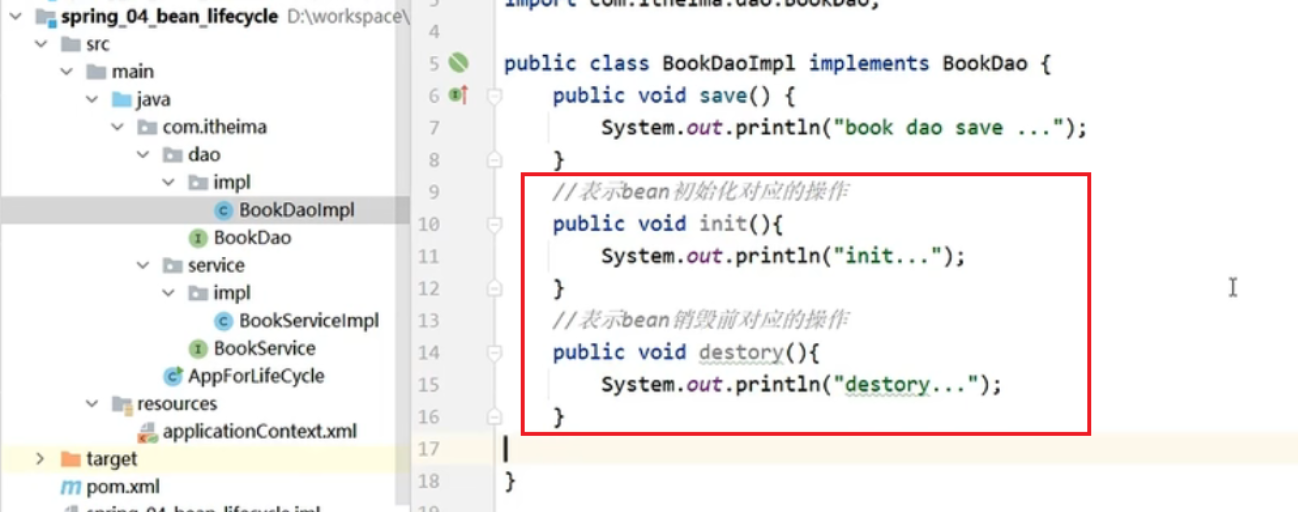 spring_04_bean_lifecycle D:\workspace\
src
main
java
com.itheima
dao
impl
BookDaoImpl
BookDao
service
impl
BookServiceImpl
BookService
AppForLifeCycle
resources
applicationContext.xml
target
pom.xml
spring_04_bean_lifecycle.iml
3 import com.itheima.dao.BookDao;
4
5 public class BookDaoImpl implements BookDao {
6 public void save() {
7 System.out.println("book dao save ...");
8 }
9 //表示bean初始化对应的操作
10 public void init(){
11 System.out.println("init...");
12 }
13 //表示bean销毁前对应的操作
14 public void destory(){
15 System.out.println("destory...");
16 }
17
18 }
19